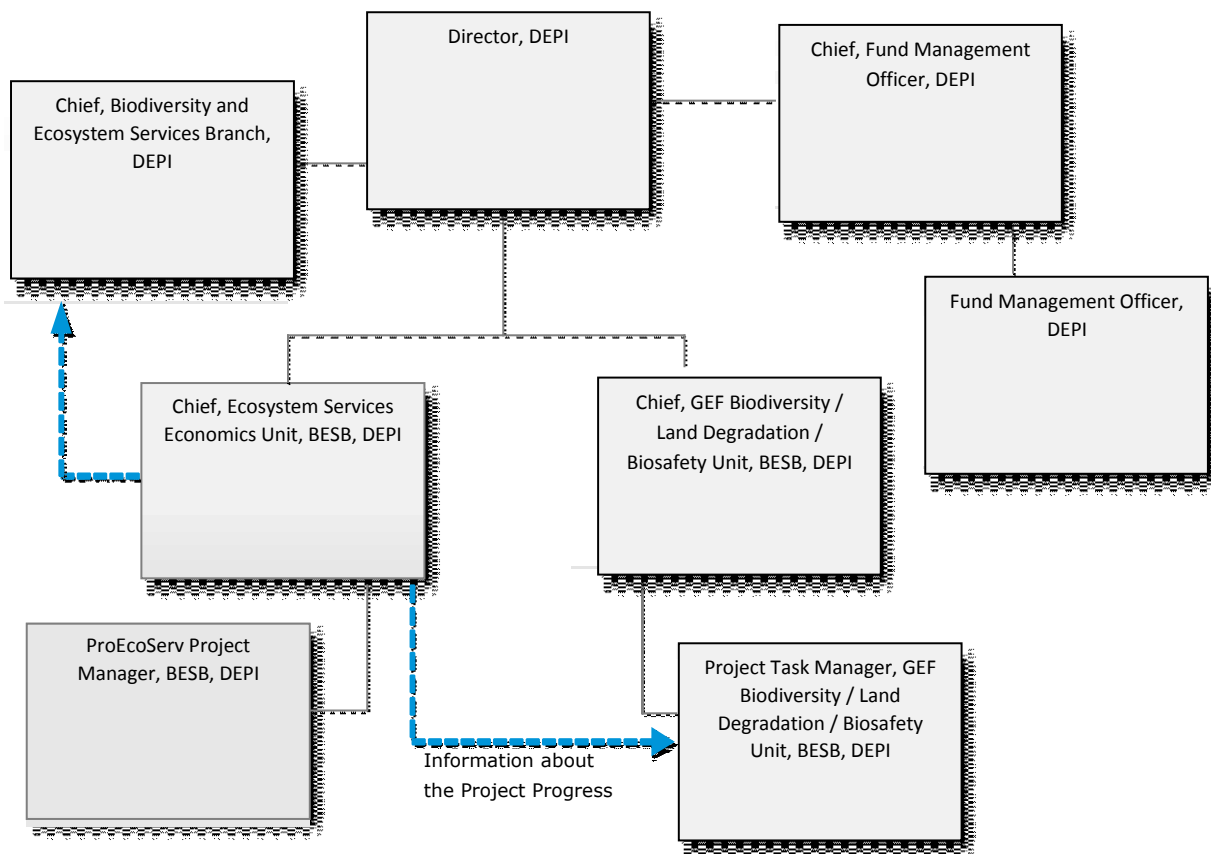 Director, DEPI
Chief, Fund Management
Officer, DEPI
Chief, Biodiversity and
Ecosystem Services Branch,
DEPI
Fund Management Officer,
DEPI
Chief, Ecosystem Services
Economics Unit, BESB, DEPI
Chief, GEF Biodiversity /
Land Degradation /
Biosafety Unit, BESB, DEPI
ProEcoServ Project
Manager, BESB, DEPI
Project Task Manager, GEF
Biodiversity / Land
Degradation / Biosafety
Unit, BESB, DEPI
Information about
the Project Progress